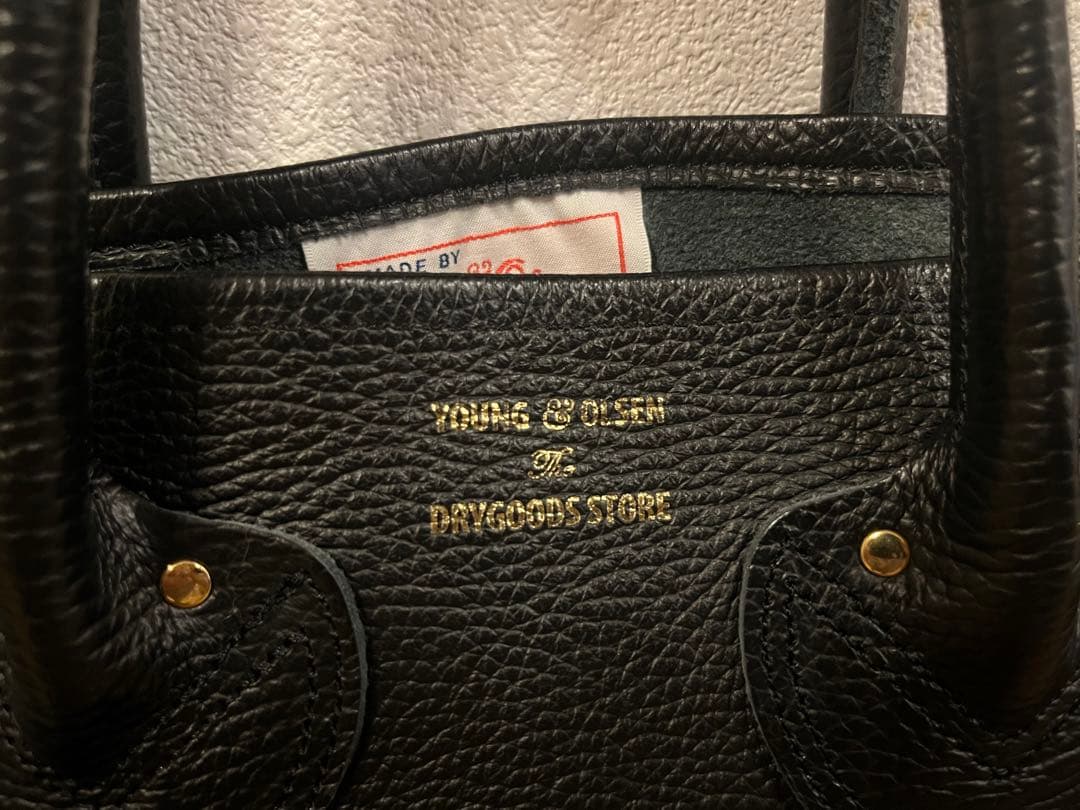 MADE BY
YOUNG & OLSEN
The
DRYGOODS STORE